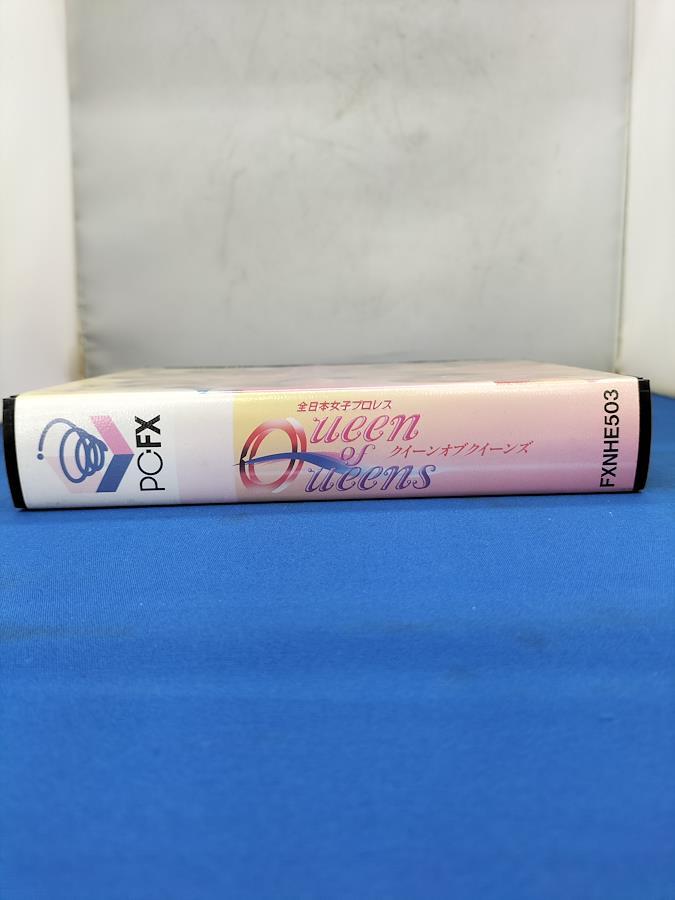 PC-FX
全日本女子プロレス
Queen
of
クイーンオブクイーンズ
Queens
FXNHE503